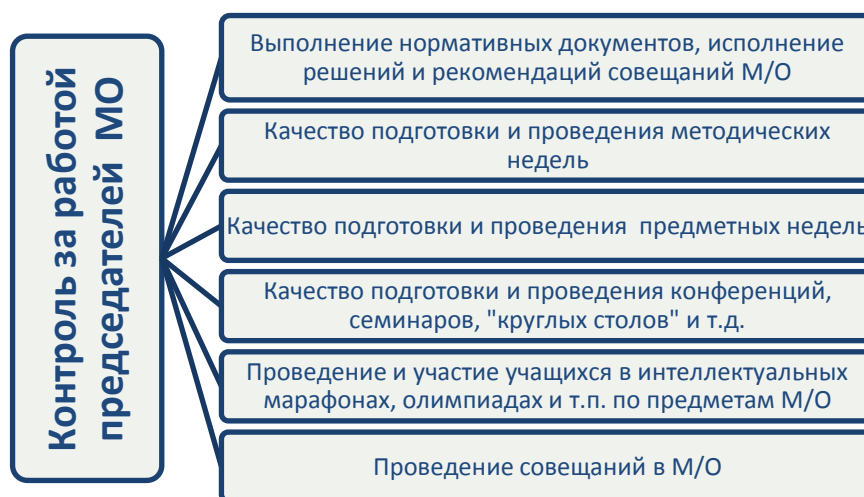 Контроль за работой
председателей МО
Выполнение нормативных документов, исполнение
решений и рекомендаций совещаний М/О
Качество подготовки и проведения методических
недель
Качество подготовки и проведения предметных недель
Качество подготовки и проведения конференций,
семинаров, "круглых столов" и т.д.
Проведение и участие учащихся в интеллектуальных
марафонах, олимпиадах и т.п. по предметам М/О
Проведение совещаний в М/О